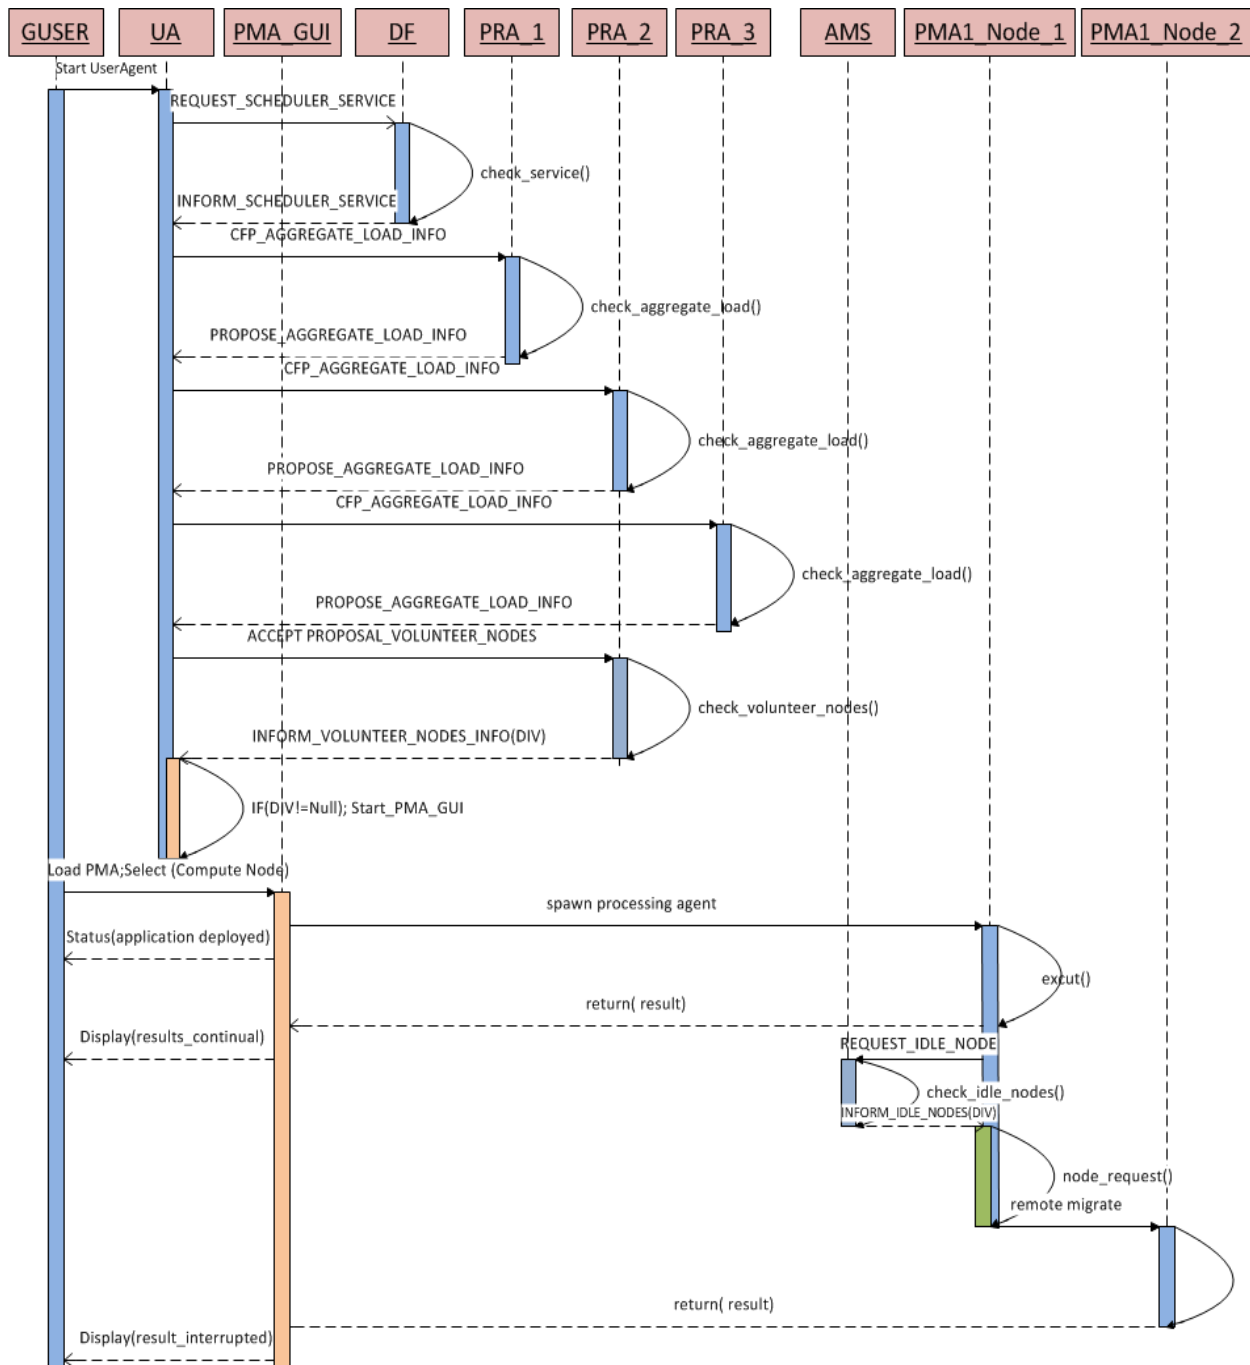 GUSER
UA
PMA_GUI
DF
PRA_1
PRA_2
PRA_3
AMS
PMA1_Node_1
PMA1_Node_2
Start UserAgent
REQUEST_SCHEDULER_SERVICE
check_service()
INFORM_SCHEDULER_SERVICE
CFP_AGGREGATE_LOAD_INFO
check_aggregate_load()
PROPOSE_AGGREGATE_LOAD_INFO
CFP_AGGREGATE_LOAD_INFO
check_aggregate_load()
PROPOSE_AGGREGATE_LOAD_INFO
CFP_AGGREGATE_LOAD_INFO
check_aggregate_load()
PROPOSE_AGGREGATE_LOAD_INFO
ACCEPT PROPOSAL_VOLUNTEER_NODES
check_volunteer_nodes()
INFORM_VOLUNTEER_NODES_INFO(DIV)
IF(DIV!=Null); Start_PMA_GUI
Load PMA;Select (Compute Node)
spawn processing agent
Status(application deployed)
excut()
return( result)
Display(results_continual)
REQUEST_IDLE_NODE
check_idle_nodes()
INFORM_IDLE_NODES(DIV)
node_request()
remote migrate
return( result)
Display(result_interrupted)